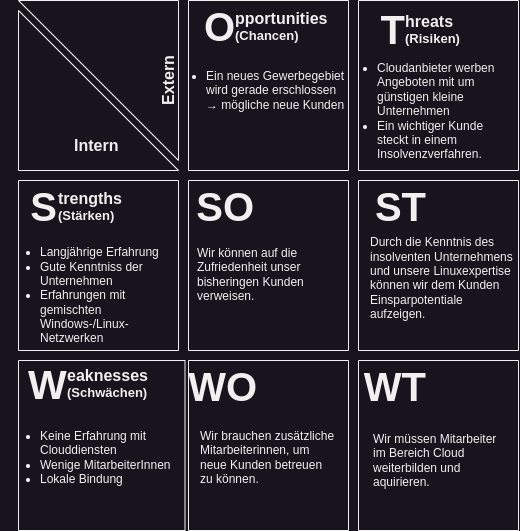 Opportunities
(Chancen)
Threats
(Risiken)
Extern
Intern
• Ein neues Gewerbegebiet
wird gerade erschlossen
→ mögliche neue Kunden
• Cloudanbieter werben
Angeboten mit um
günstigen kleine
Unternehmen
• Ein wichtiger Kunde
steckt in einem
Insolvenzverfahren.
Strengths
(Stärken)
• Langjährige Erfahrung
• Gute Kenntniss der
Unternehmen
• Erfahrungen mit
gemischten
Windows-/Linux-
Netzwerken
SO
Wir können auf die
Zufriedenheit unser
bisheringen Kunden
verweisen.
ST
Durch die Kenntnis des
insolventen Unternehmens
und unsere Linuxexpertise
können wir dem Kunden
Einsparpotentiale
aufzeigen.
Weaknesses
(Schwächen)
• Keine Erfahrung mit
Clouddiensten
• Wenige MitarbeiterInnen
• Lokale Bindung
WO
Wir brauchen zusätzliche
Mitarbeiterinnen, um
neue Kunden betreuen
zu können.
WT
Wir müssen Mitarbeiter
im Bereich Cloud
weiterbilden und
aquirieren.